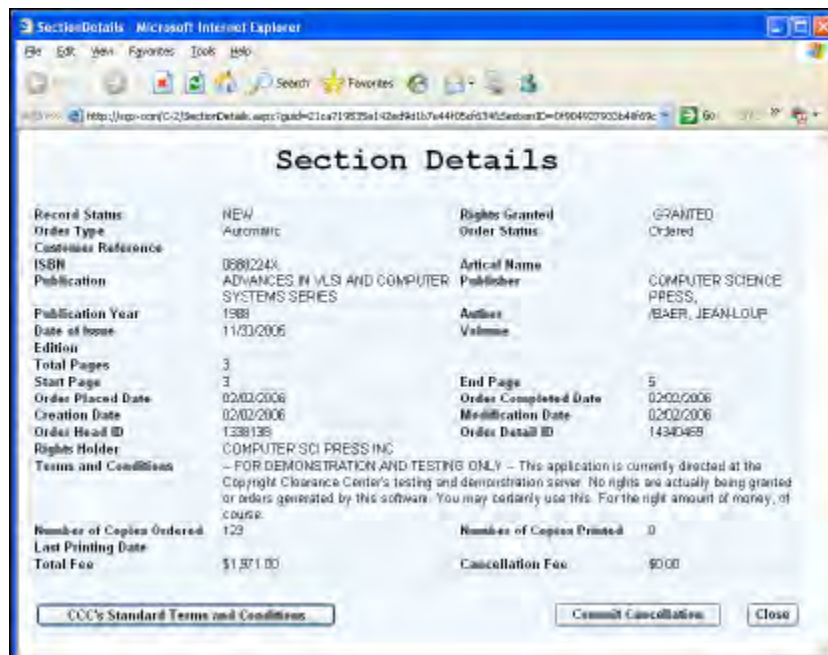 SectionDetails Microsoft Internet Explorer
File Edit View Favorites Tools Help
Search Favorites
Go
Section Details
Record Status NEW Rights Granted GRANTED
Order Type Automatic Order Status Ordered
Customer Reference
ISBN Artical Name
Publication ADVANCES IN VLSI AND COMPUTER SYSTEMS SERIES Publisher COMPUTER SCIENCE PRESS,
Publication Year Author /BAER, JEAN-LOUP
Date of Issue 11/30/2006 Volume
Edition
Total Pages 3
Start Page 3 End Page 5
Order Placed Date 02/02/2006 Order Completed Date 02/02/2006
Creation Date 02/02/2006 Modification Date 02/02/2006
Order Head ID Order Detail ID 14340469
Rights Holder COMPUTER SCI PRESS INC
Terms and Conditions -- FOR DEMONSTRATION AND TESTING ONLY -- This application is currently directed at the
Copyright Clearance Center's testing and demonstration server. No rights are actually being granted
or orders generated by this software. You may certainly use this. For the right amount of money, of
course.
Number of Copies Ordered 123 Number of Copies Printed 0
Last Printing Date
Total Fee $1,971.00 Cancellation Fee $0.00
CCC's Standard Terms and Conditions Commit Cancellation Close